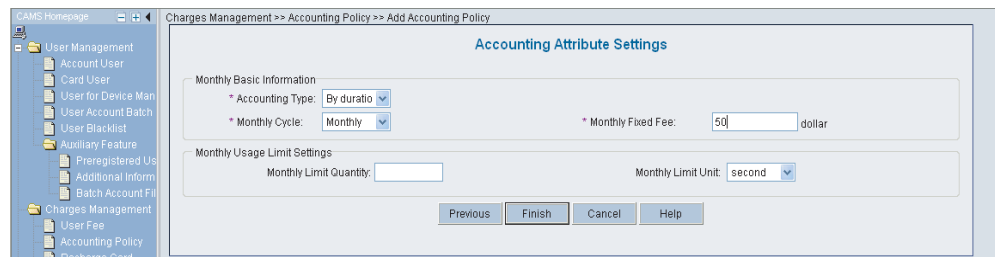 CAMS Homepage
Charges Management >> Accounting Policy >> Add Accounting Policy
User Management
Account User
Card User
User for Device Man
User Account Batch
User Blacklist
Auxiliary Feature
Preregistered Us
Additional Inform
Batch Account Fil
Charges Management
User Fee
Accounting Policy
Recharge Card
Accounting Attribute Settings
Monthly Basic Information
* Accounting Type: By duratio
* Monthly Cycle: Monthly * Monthly Fixed Fee: 50 dollar
Monthly Usage Limit Settings
Monthly Limit Quantity: Monthly Limit Unit: second
Previous Finish Cancel Help